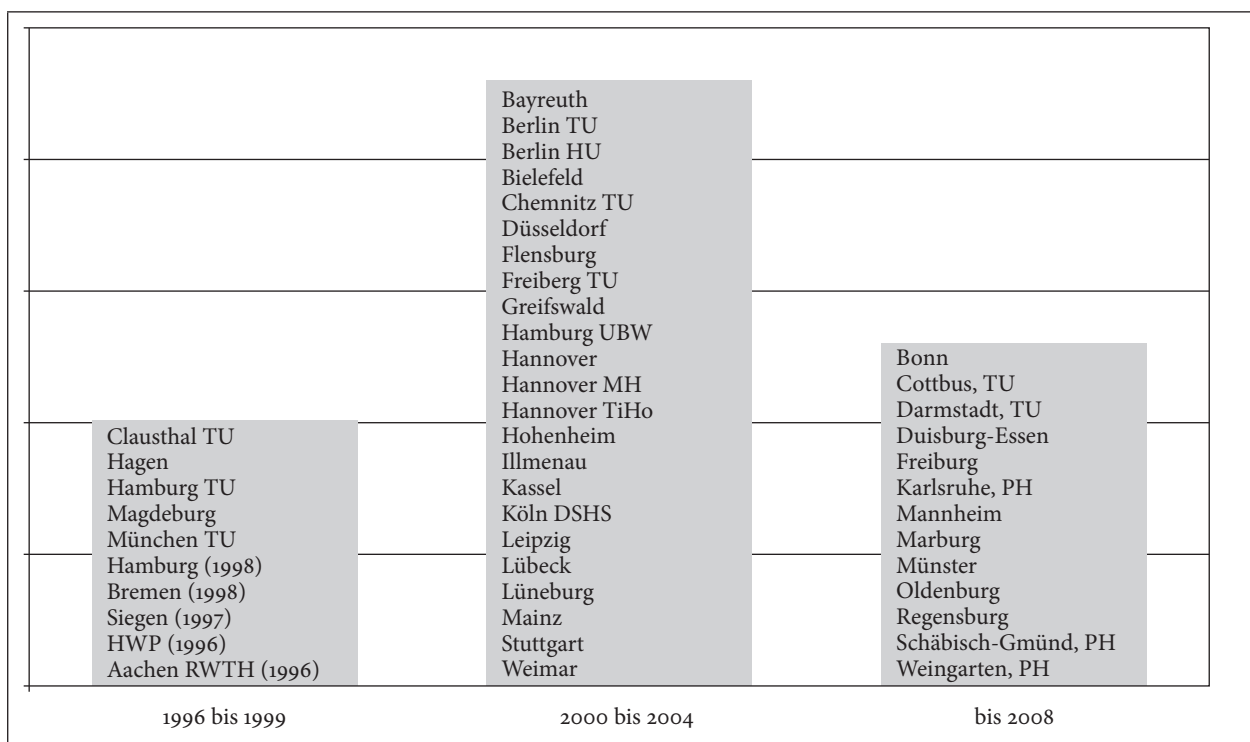 Clausthal TU
Hagen
Hamburg TU
Magdeburg
München TU
Hamburg (1998)
Bremen (1998)
Siegen (1997)
HWP (1996)
Aachen RWTH (1996)
1996 bis 1999
Bayreuth
Berlin TU
Berlin HU
Bielefeld
Chemnitz TU
Düsseldorf
Flensburg
Freiberg TU
Greifswald
Hamburg UBW
Hannover
Hannover MH
Hannover TiHo
Hohenheim
Illmenau
Kassel
Köln DSHS
Leipzig
Lübeck
Lüneburg
Mainz
Stuttgart
Weimar
2000 bis 2004
Bonn
Cottbus, TU
Darmstadt, TU
Duisburg-Essen
Freiburg
Karlsruhe, PH
Mannheim
Marburg
Münster
Oldenburg
Regensburg
Schäbisch-Gmünd, PH
Weingarten, PH
bis 2008